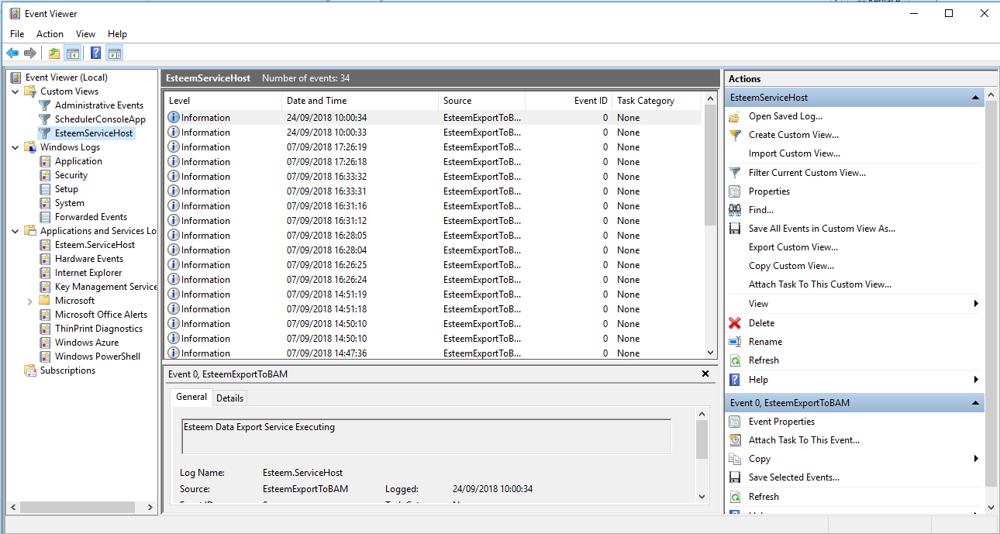 Event Viewer
File Action View Help
Event Viewer (Local)
Custom Views
Administrative Events
SchedulerConsoleApp
EsteemServiceHost
Windows Logs
Application
Security
Setup
System
Forwarded Events
Applications and Services Lo
Esteem.ServiceHost
Hardware Events
Internet Explorer
Key Management Service
Microsoft
Microsoft Office Alerts
ThinPrint Diagnostics
Windows Azure
Windows PowerShell
Subscriptions
EsteemServiceHost Number of events: 34
Level Date and Time Source Event ID Task Category
Information 24/09/2018 10:00:34 EsteemExportToB... 0 None
Information 24/09/2018 10:00:33 EsteemExportToB... 0 None
Information 07/09/2018 17:26:19 EsteemExportToB... 0 None
Information 07/09/2018 17:26:18 EsteemExportToB... 0 None
Information 07/09/2018 16:33:32 EsteemExportToB... 0 None
Information 07/09/2018 16:33:31 EsteemExportToB... 0 None
Information 07/09/2018 16:31:16 EsteemExportToB... 0 None
Information 07/09/2018 16:31:12 EsteemExportToB... 0 None
Information 07/09/2018 16:28:05 EsteemExportToB... 0 None
Information 07/09/2018 16:28:04 EsteemExportToB... 0 None
Information 07/09/2018 16:26:25 EsteemExportToB... 0 None
Information 07/09/2018 16:26:24 EsteemExportToB... 0 None
Information 07/09/2018 14:51:19 EsteemExportToB... 0 None
Information 07/09/2018 14:51:18 EsteemExportToB... 0 None
Information 07/09/2018 14:50:10 EsteemExportToB... 0 None
Information 07/09/2018 14:50:10 EsteemExportToB... 0 None
Information 07/09/2018 14:47:36 EsteemExportToB... 0 None
Event 0, EsteemExportToBAM
General Details
Esteem Data Export Service Executing
Log Name: Esteem.ServiceHost
Source: EsteemExportToBAM Logged: 24/09/2018 10:00:34
Actions
EsteemServiceHost
Open Saved Log...
Create Custom View...
Import Custom View...
Filter Current Custom View...
Properties
Find...
Save All Events in Custom View As...
Export Custom View...
Copy Custom View...
Attach Task To This Custom View...
View
Delete
Rename
Refresh
Help
Event 0, EsteemExportToBAM
Event Properties
Attach Task To This Event...
Copy
Save Selected Events...
Refresh